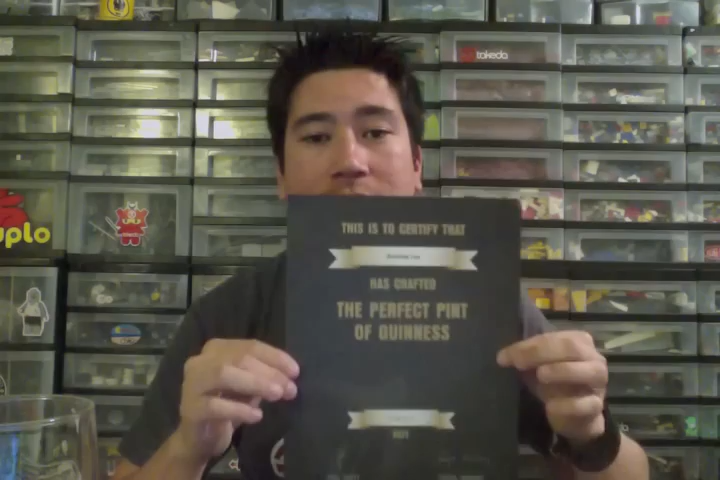 takeda
uplo
THIS IS TO CERTIFY THAT
HAS CRAFTED
THE PERFECT PINT
OF GUINNESS